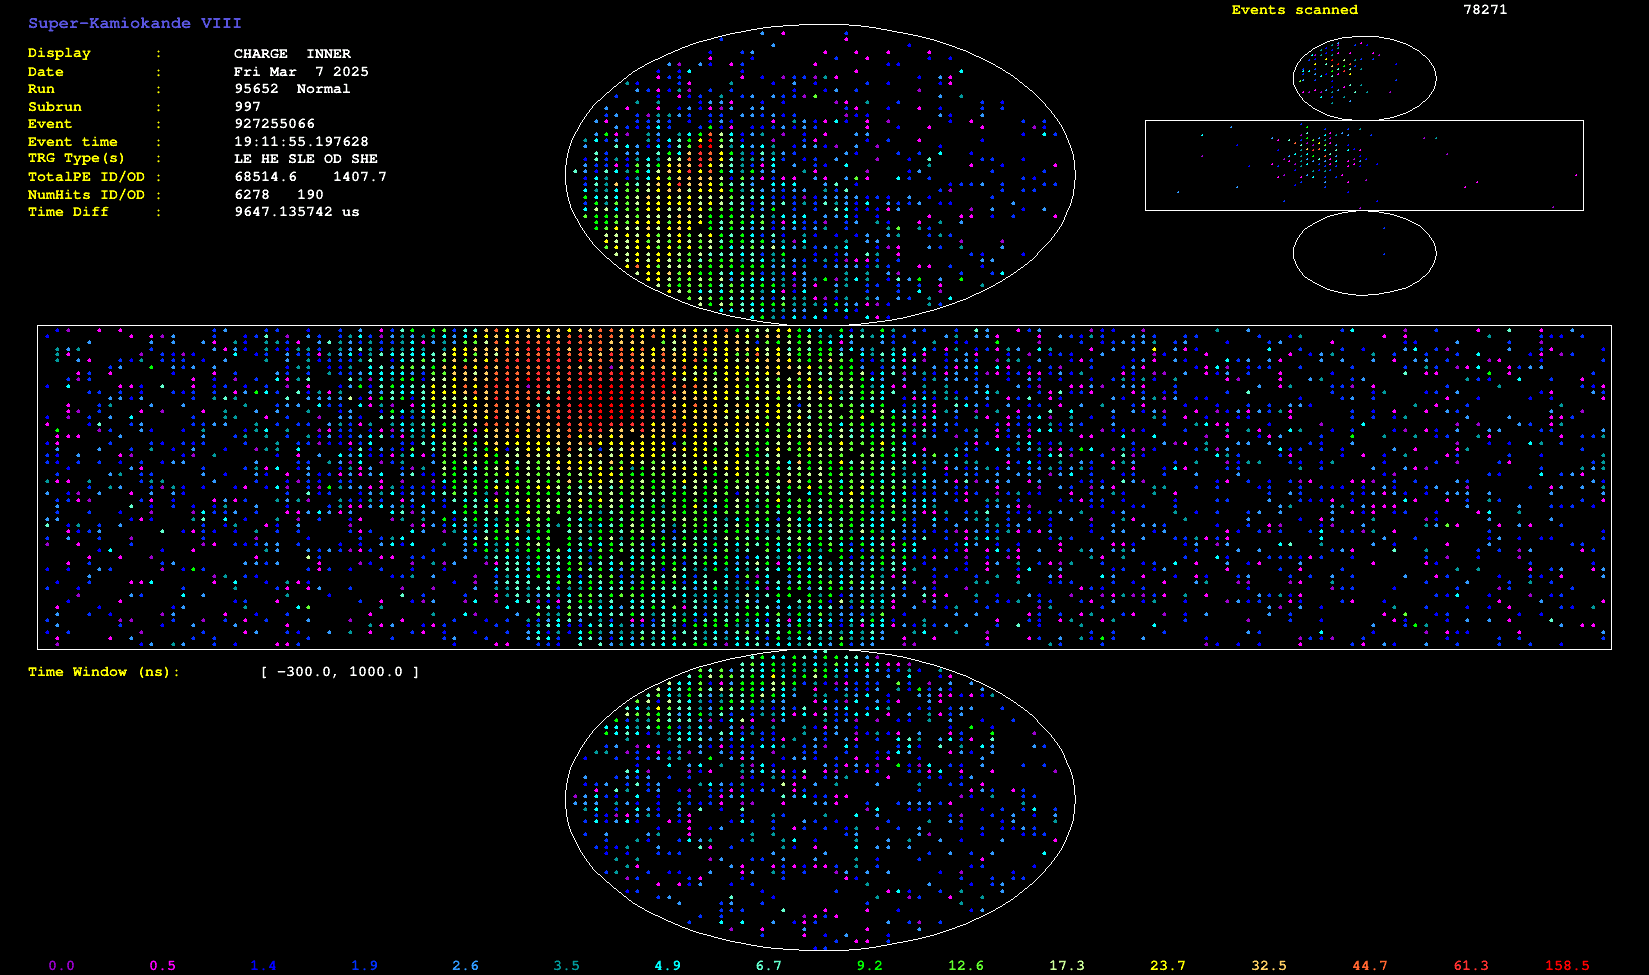 Super-Kamiokande VIII
Events scanned 78271
Display : CHARGE INNER
Date : Fri Mar 7 2025
Run : 95652 Normal
Subrun : 997
Event : 927255066
Event time : 19:11:55.197628
TRG Type(s) : LE HE SLE OD SHE
TotalPE ID/OD : 68514.6 1407.7
NumHits ID/OD : 6278 190
Time Diff : 9647.135742 us
Time Window (ns): [ -300.0, 1000.0 ]
0.0 0.5 1.4 1.9 2.6 3.5 4.9 6.7 9.2 12.6 17.3 23.7 32.5 44.7 61.3 158.5